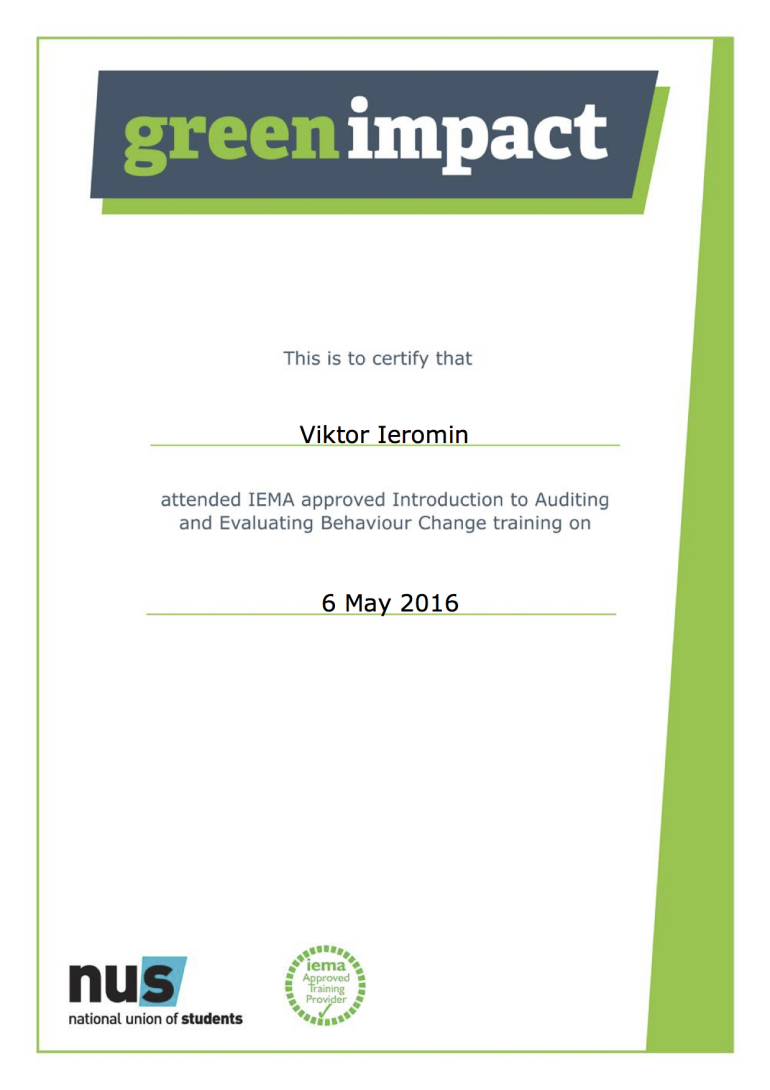 greenimpact
This is to certify that
Viktor Ieromin
attended IEMA approved Introduction to Auditing
and Evaluating Behaviour Change training on
6 May 2016
nus
national union of students
iema
Approved
Training
Provider